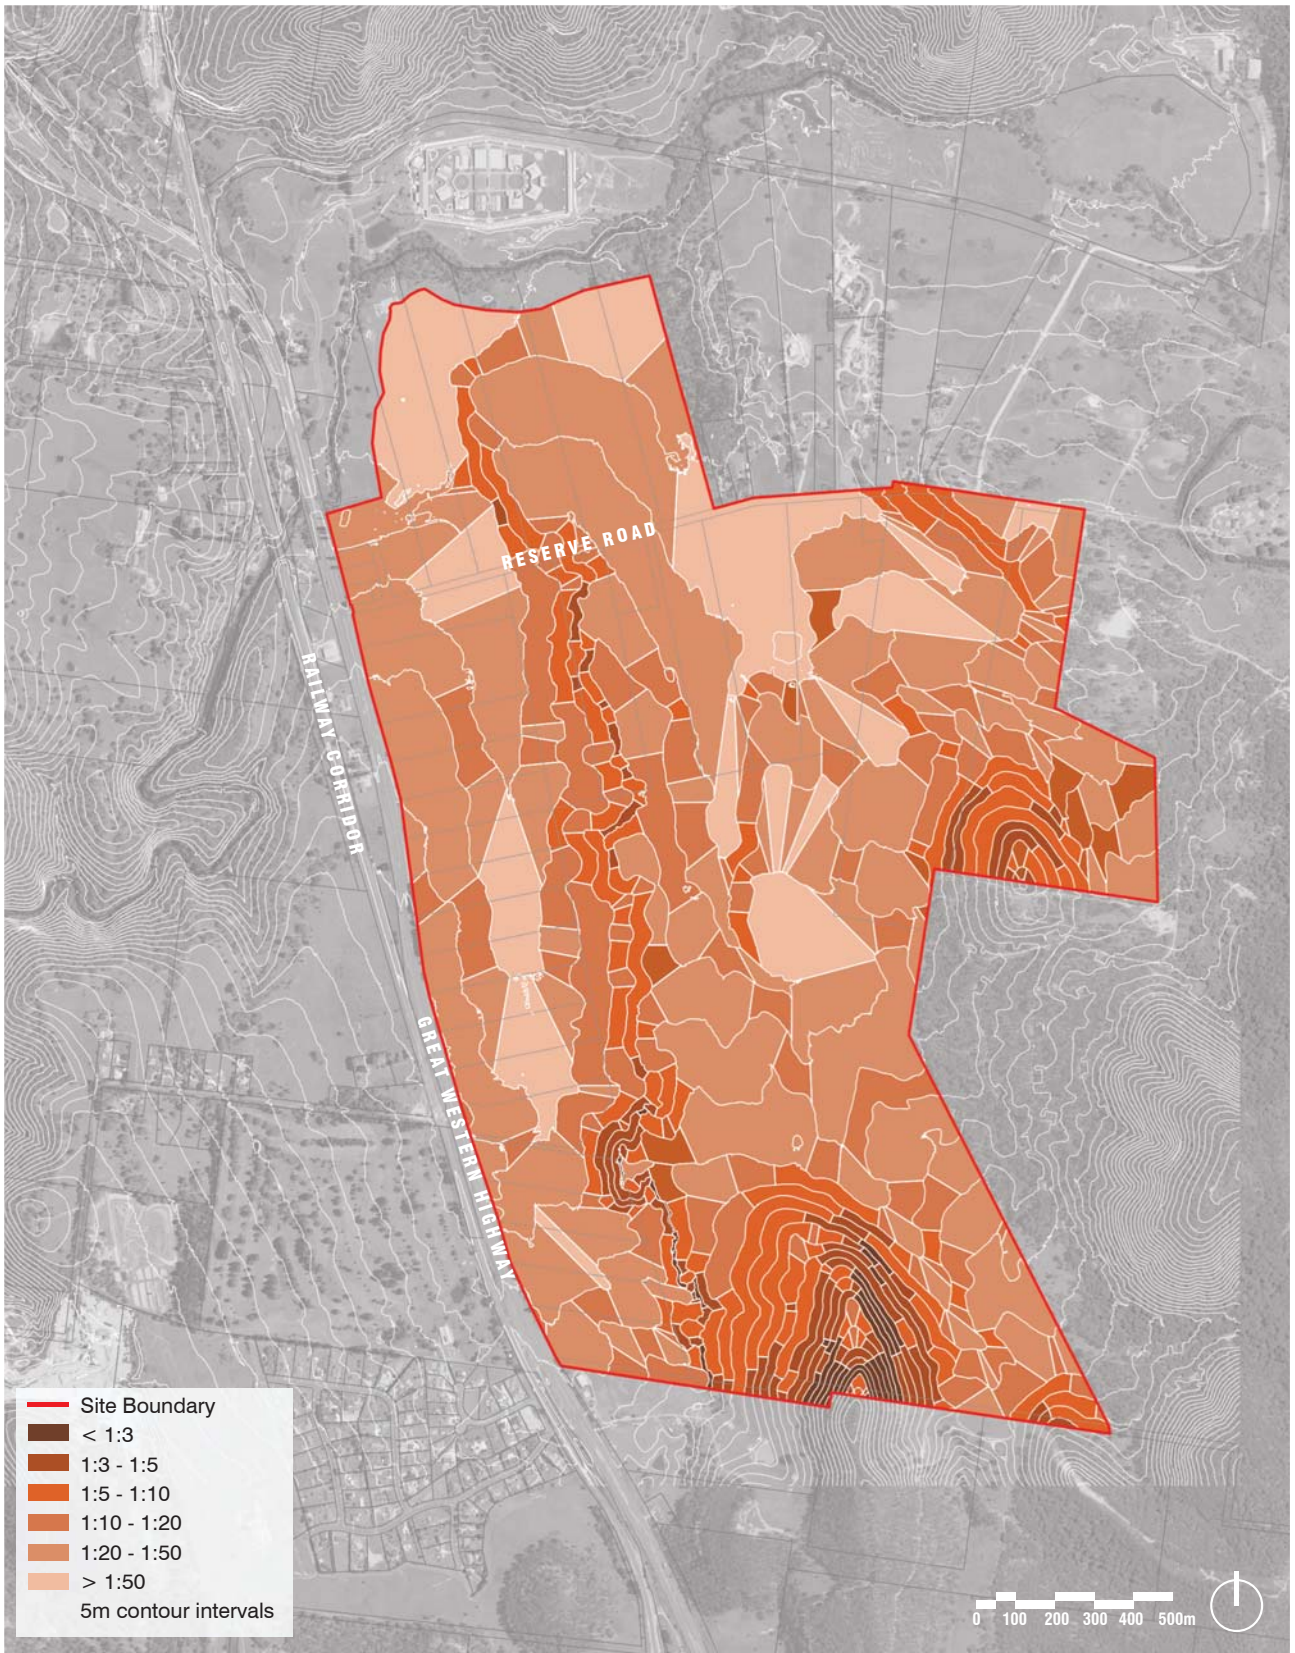 RESERVE ROAD
RAILWAY CORRIDOR
GREAT WESTERN HIGHWAY
Site Boundary
< 1:3
1:3 - 1:5
1:5 - 1:10
1:10 - 1:20
1:20 - 1:50
> 1:50
5m contour intervals
0 100 200 300 400 500m